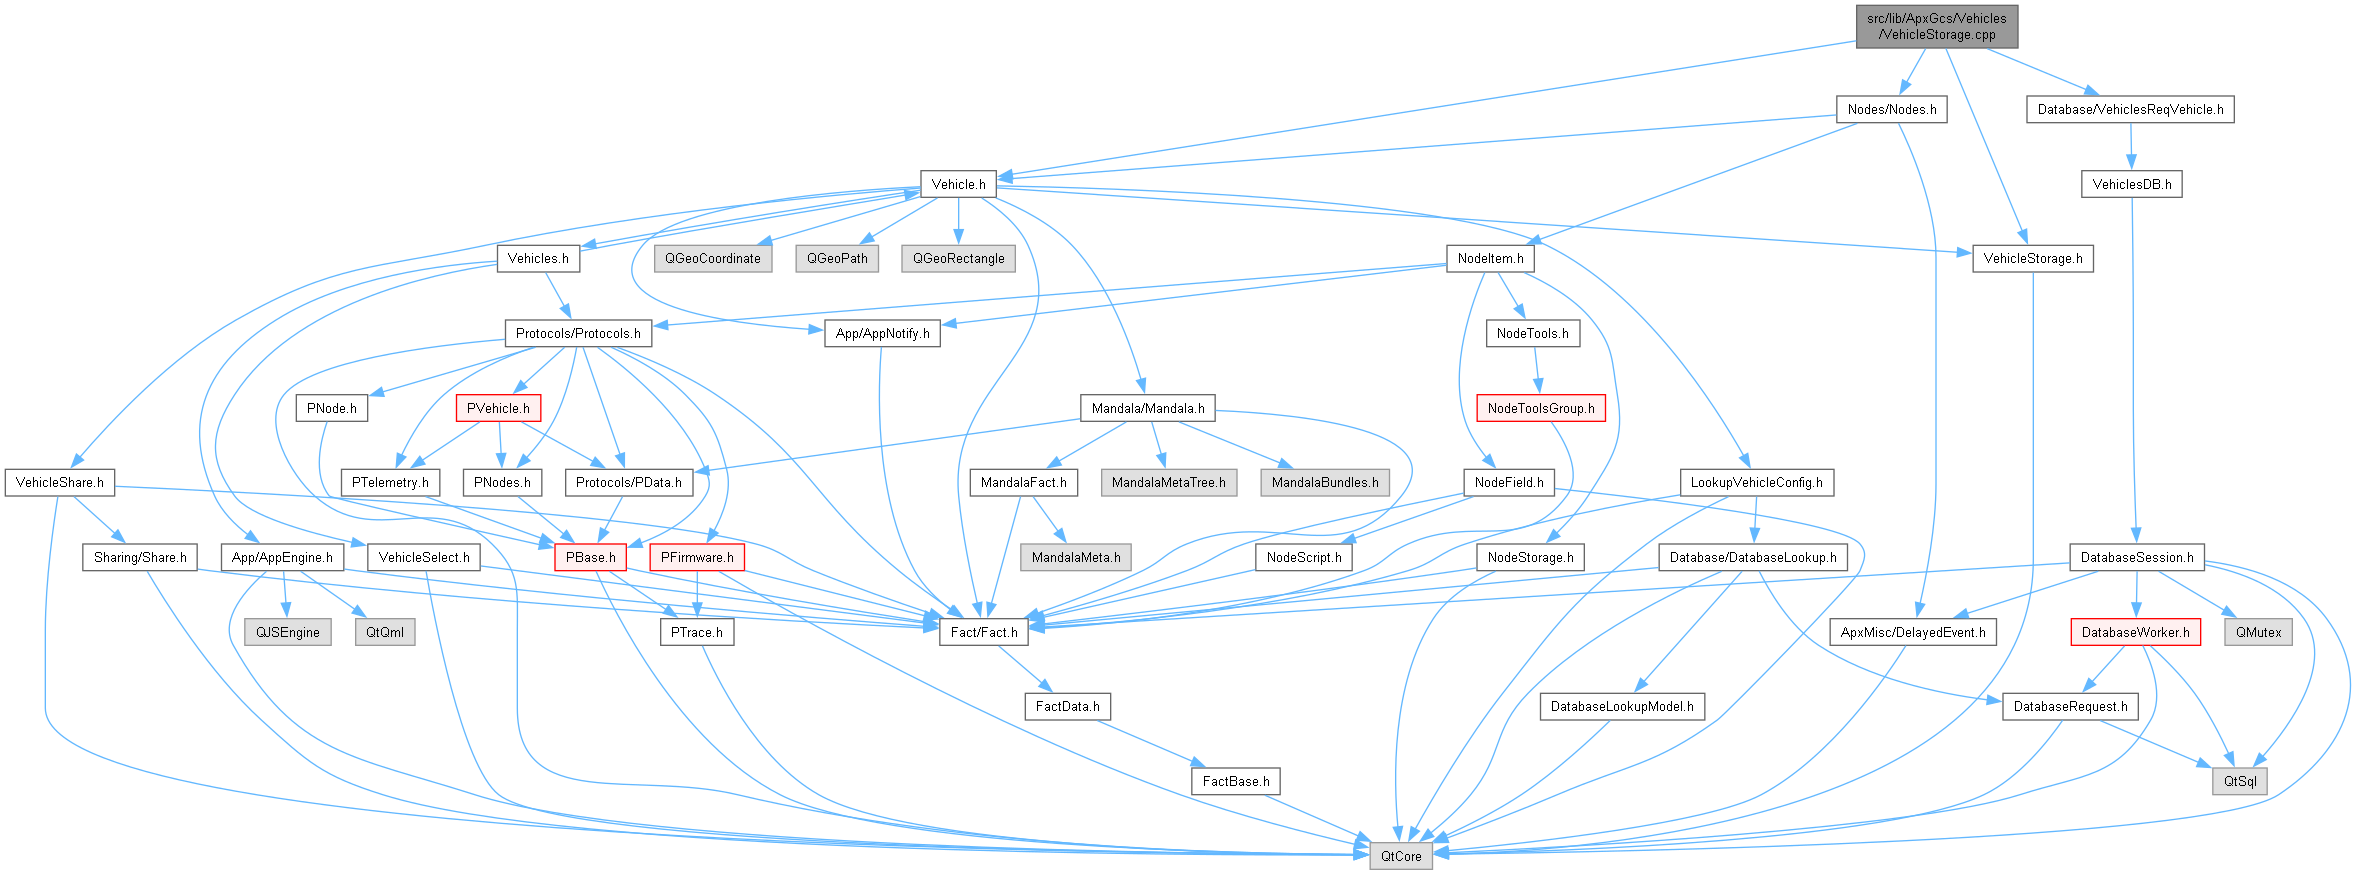 src/lib/ApxGcs/Vehicles
/VehicleStorage.cpp
Nodes/Nodes.h
Database/VehiclesReqVehicle.h
Vehicle.h
VehiclesDB.h
Vehicles.h
QGeoCoordinate
QGeoPath
QGeoRectangle
NodeItem.h
VehicleStorage.h
Protocols/Protocols.h
App/AppNotify.h
NodeTools.h
PNode.h
PVehicle.h
Mandala/Mandala.h
NodeToolsGroup.h
VehicleShare.h
PTelemetry.h
PNodes.h
Protocols/PData.h
MandalaFact.h
MandalaMetaTree.h
MandalaBundles.h
NodeField.h
LookupVehicleConfig.h
Sharing/Share.h
App/AppEngine.h
VehicleSelect.h
PBase.h
PFirmware.h
MandalaMeta.h
NodeScript.h
NodeStorage.h
Database/DatabaseLookup.h
DatabaseSession.h
QJSEngine
QtQml
PTrace.h
Fact/Fact.h
ApxMisc/DelayedEvent.h
DatabaseWorker.h
QMutex
FactData.h
DatabaseLookupModel.h
DatabaseRequest.h
FactBase.h
QtSql
QtCore